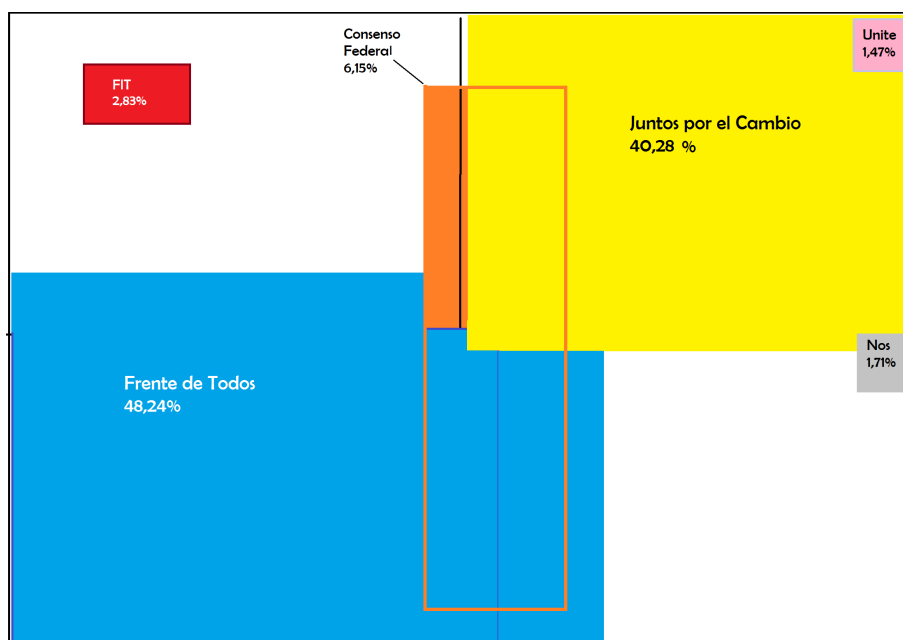 Consenso
Federal
6,15%
Unite
1,47%
FIT
2,83%
Juntos por el Cambio
40,28 %
Nos
1,71%
Frente de Todos
48,24%